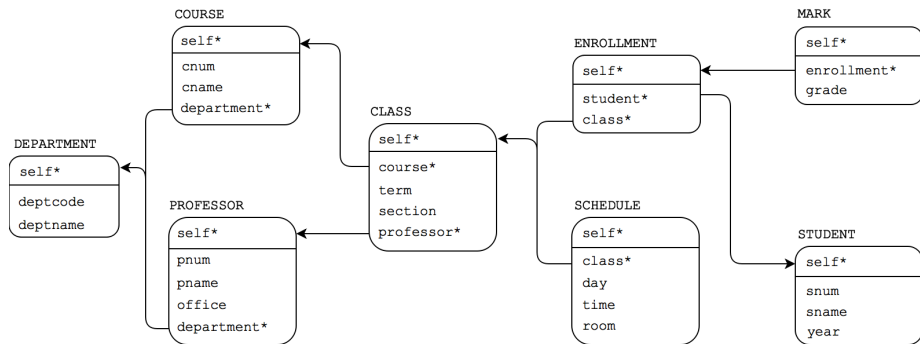 COURSE
self*
cnum
cname
department*
DEPARTMENT
self*
deptcode
deptname
PROFESSOR
self*
pnum
pname
office
department*
CLASS
self*
course*
term
section
professor*
ENROLLMENT
self*
student*
class*
SCHEDULE
self*
class*
day
time
room
MARK
self*
enrollment*
grade
STUDENT
self*
snum
sname
year